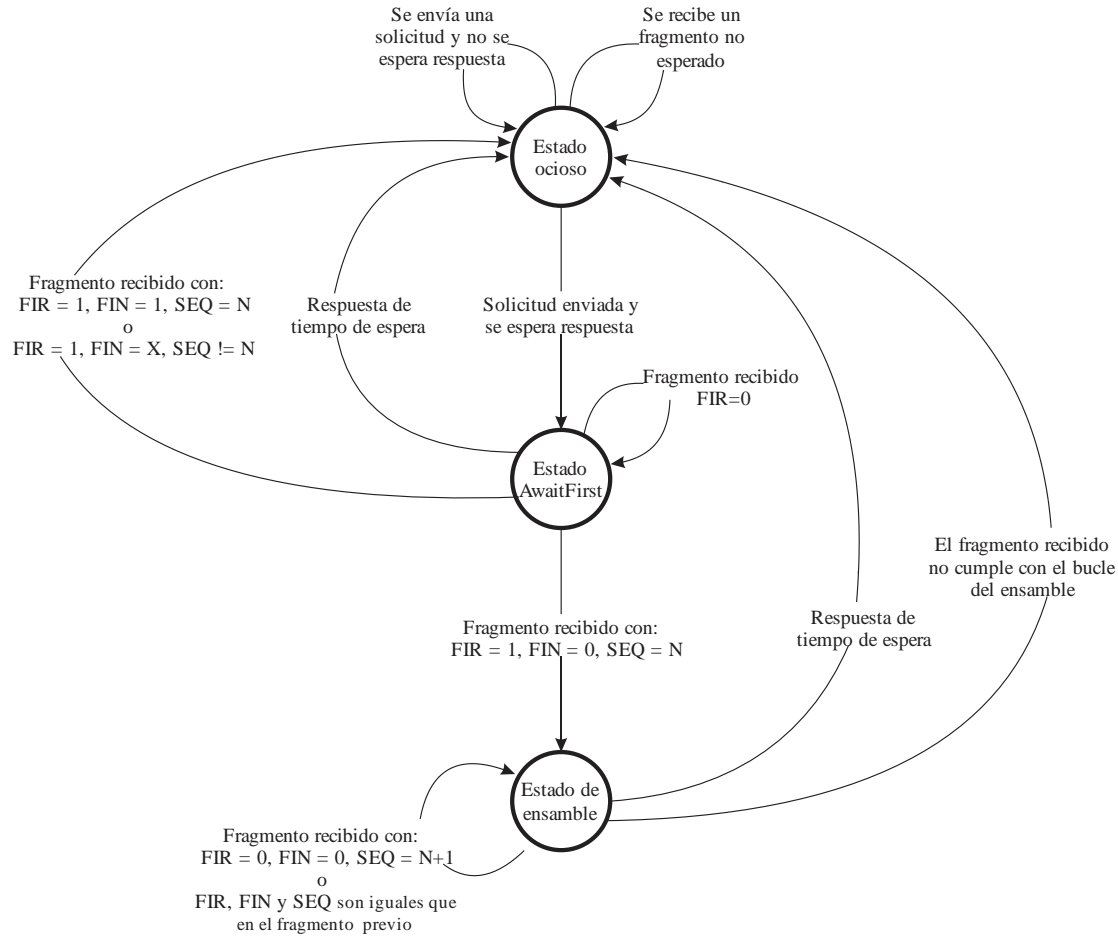 Se envía una
solicitud y no se
espera respuesta
Se recibe un
fragmento no
esperado
Estado
ocioso
Fragmento recibido con:
FIR = 1, FIN = 1, SEQ = N
o
FIR = 1, FIN = X, SEQ != N
Respuesta de
tiempo de espera
Solicitud enviada y
se espera respuesta
Fragmento recibido
FIR=0
Estado
AwaitFirst
El fragmento recibido
no cumple con el bucle
del ensamble
Respuesta de
tiempo de espera
Fragmento recibido con:
FIR = 1, FIN = 0, SEQ = N
Estado de
ensamble
Fragmento recibido con:
FIR = 0, FIN = 0, SEQ = N+1
o
FIR, FIN y SEQ son iguales que
en el fragmento previo